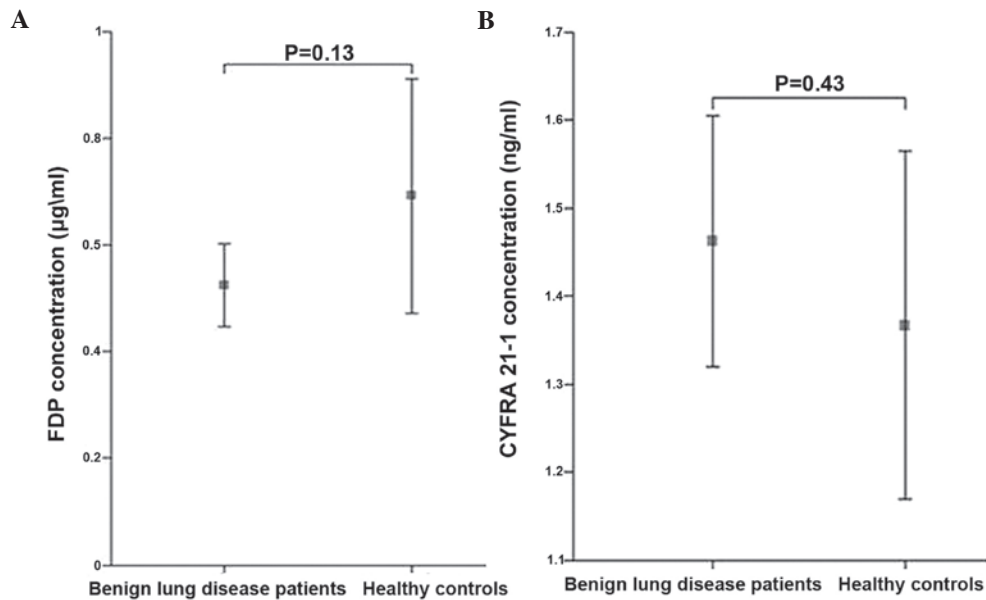 A
FDP concentration (µg\ml)
1
0.8
0.5
0.4
0.2
0
P=0.13
Benign lung disease patients
Healthy controls
B
CYFRA 21-1 concentration (ng/ml)
1.7
1.6
1.5
1.4
1.3
1.2
1.1
P=0.43
Benign lung disease patients
Healthy controls